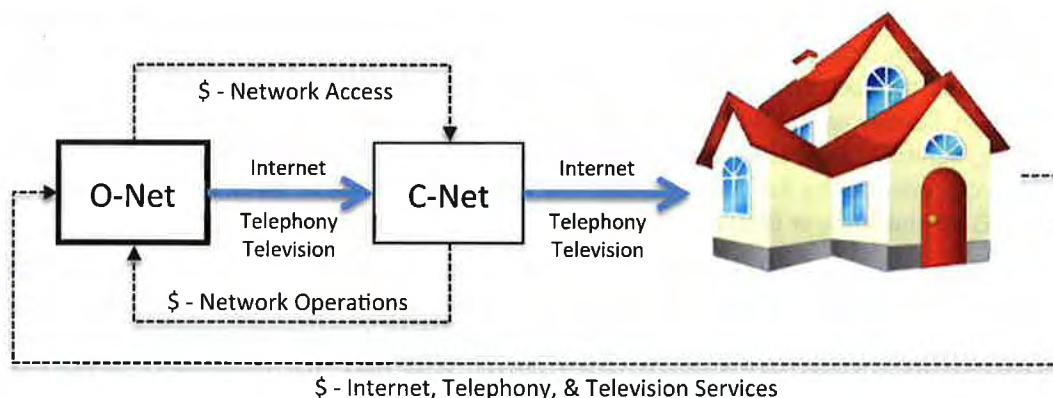 $ - Network Access
O-Net
Internet
Telephony
Television
C-Net
Internet
Telephony
Television
$ - Network Operations
$ - Internet, Telephony, & Television Services